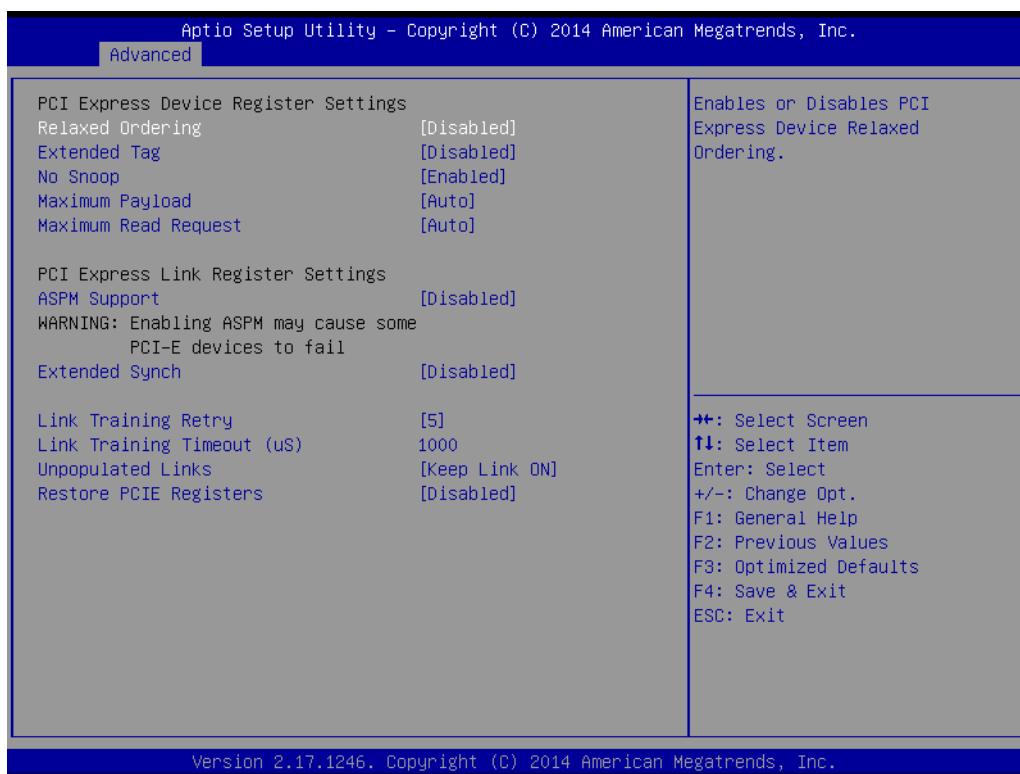 Aptio Setup Utility – Copyright (C) 2014 American Megatrends, Inc.
Advanced
PCI Express Device Register Settings
Relaxed Ordering [Disabled]
Extended Tag [Disabled]
No Snoop [Enabled]
Maximum Payload [Auto]
Maximum Read Request [Auto]
PCI Express Link Register Settings
ASPM Support [Disabled]
WARNING: Enabling ASPM may cause some
PCI-E devices to fail
Extended Synch [Disabled]
Link Training Retry [5]
Link Training Timeout (uS) 1000
Unpopulated Links [Keep Link ON]
Restore PCIE Registers [Disabled]
Enables or Disables PCI
Express Device Relaxed
Ordering.
→←: Select Screen
↑↓: Select Item
Enter: Select
+/-: Change Opt.
F1: General Help
F2: Previous Values
F3: Optimized Defaults
F4: Save & Exit
ESC: Exit
Version 2.17.1246. Copyright (C) 2014 American Megatrends, Inc.